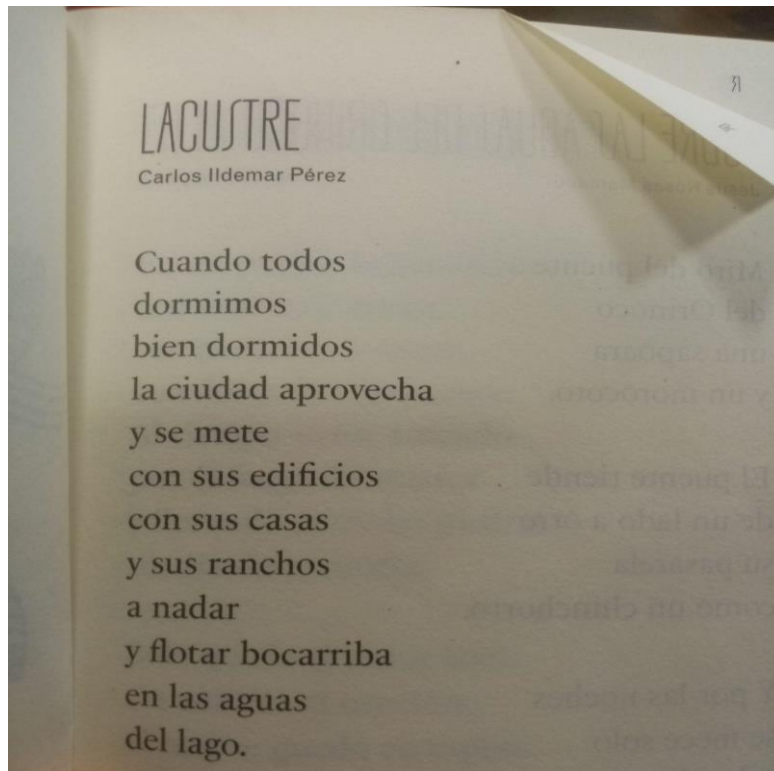 31
LACUSTRE
Carlos Ildemar Pérez
Cuando todos
dormimos
bien dormidos
la ciudad aprovecha
y se mete
con sus edificios
con sus casas
y sus ranchos
a nadar
y flotar bocarriba
en las aguas
del lago.